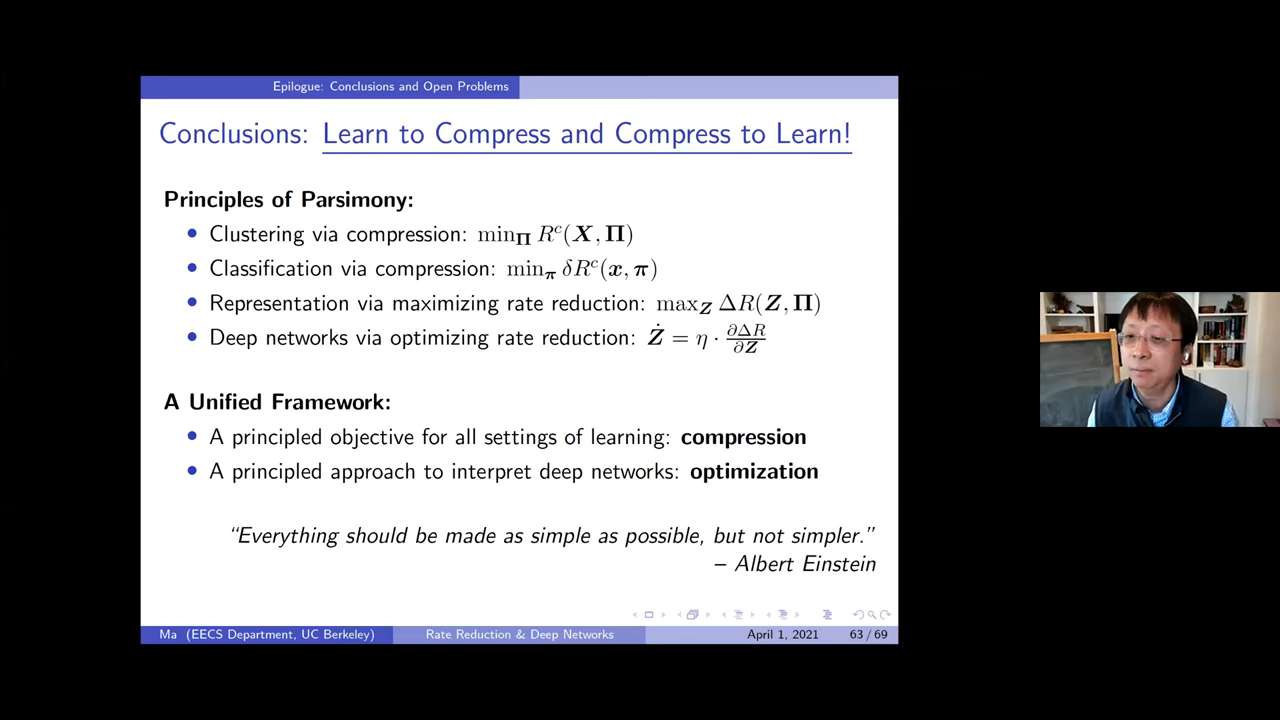 Epilogue: Conclusions and Open Problems
Conclusions: Learn to Compress and Compress to Learn!
Principles of Parsimony:
• Clustering via compression: min_Π R^c(X, Π)
• Classification via compression: min_π δR^c(x, π)
• Representation via maximizing rate reduction: max_Z ΔR(Z, Π)
• Deep networks via optimizing rate reduction: Ż = η · ∂ΔR/∂Z
A Unified Framework:
• A principled objective for all settings of learning: compression
• A principled approach to interpret deep networks: optimization
“Everything should be made as simple as possible, but not simpler.”
– Albert Einstein
Ma (EECS Department, UC Berkeley) Rate Reduction & Deep Networks April 1, 2021 63 / 69